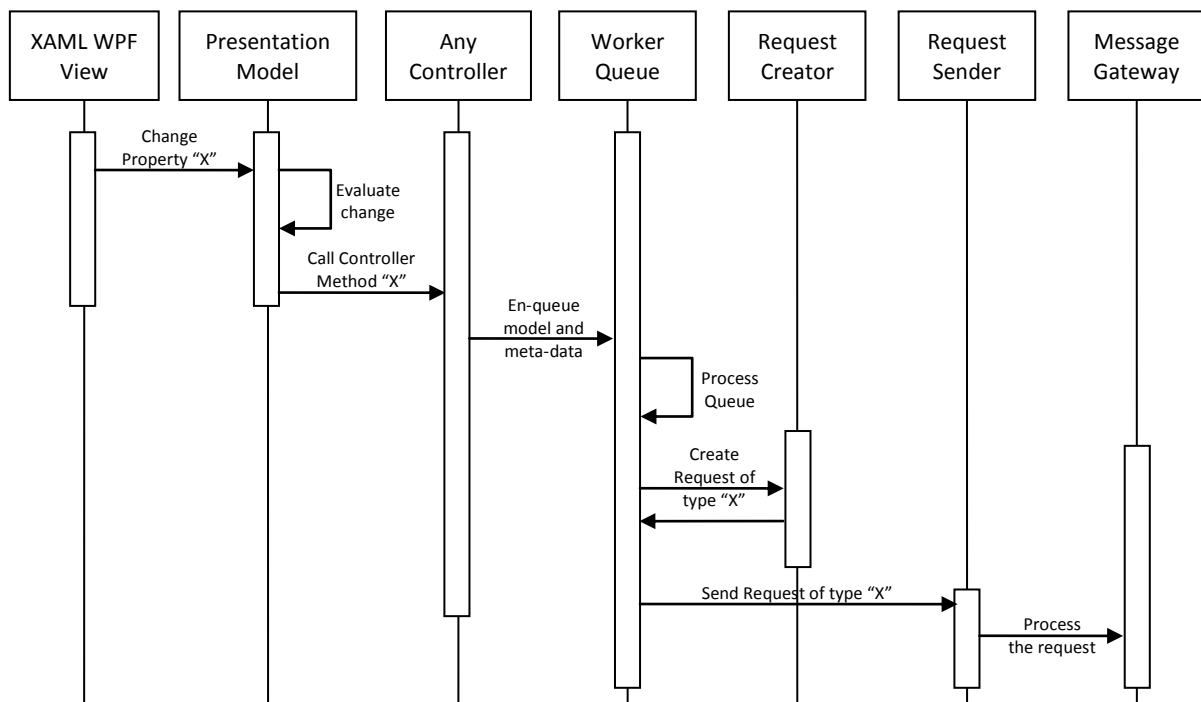 XAML WPF
View
Presentation
Model
Any
Controller
Worker
Queue
Request
Creator
Request
Sender
Message
Gateway
Change
Property “X”
Evaluate
change
Call Controller
Method “X”
En-queue
model and
meta-data
Process
Queue
Create
Request of
type “X”
Send Request of type “X”
Process
the request